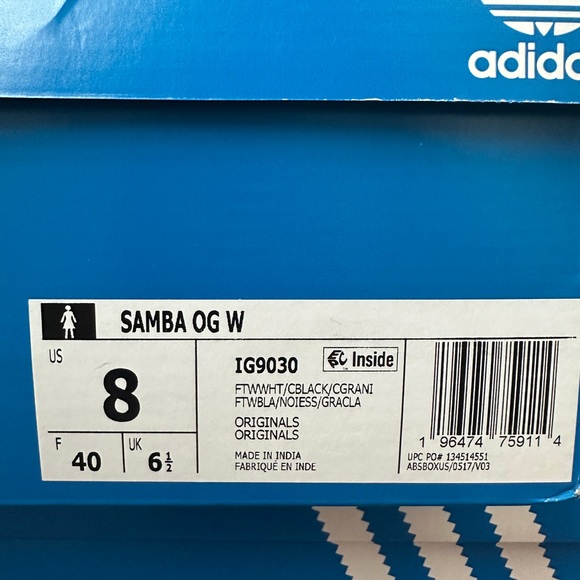 adida
SAMBA OG W
US
8
F
40
UK
6½
IG9030
Inside
FTWWHT/CBLACK/CGRANI
FTWBLA/NOIESS/GRACLA
ORIGINALS
ORIGINALS
MADE IN INDIA
FABRIQUÉ EN INDE
1 96474 75911 4
UPC PO# 134514551
ABSBOXUS/0517/V03